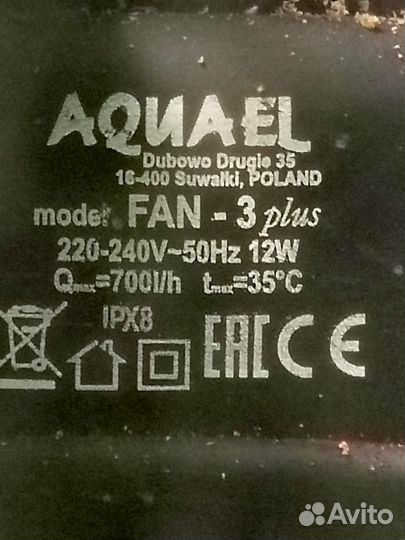 AQUAEL
Dubowo Drugie 35
16-400 Suwałki, POLAND
model FAN - 3 plus
220-240V~50Hz 12W
Qmax=700l/h tmax=35°C
IPX8
EAC CE
Avito